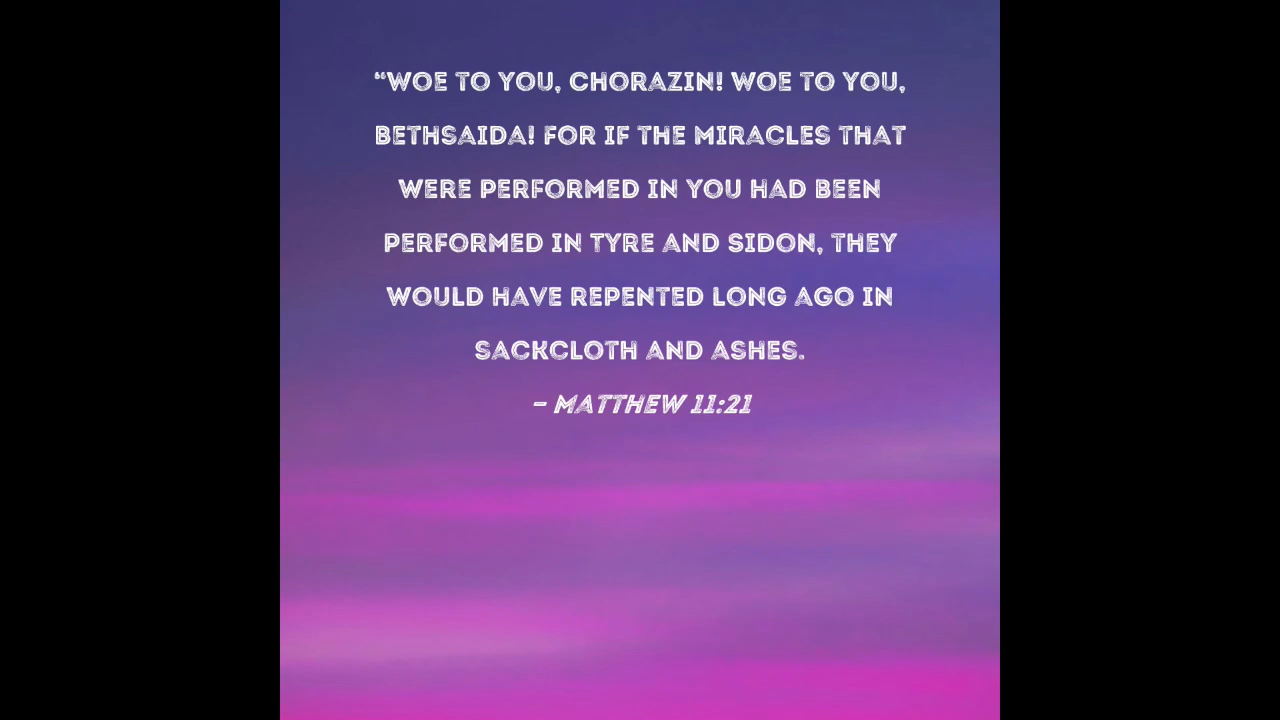 “WOE TO YOU, CHORAZIN! WOE TO YOU,
BETHSAIDA! FOR IF THE MIRACLES THAT
WERE PERFORMED IN YOU HAD BEEN
PERFORMED IN TYRE AND SIDON, THEY
WOULD HAVE REPENTED LONG AGO IN
SACKCLOTH AND ASHES.
– MATTHEW 11:21